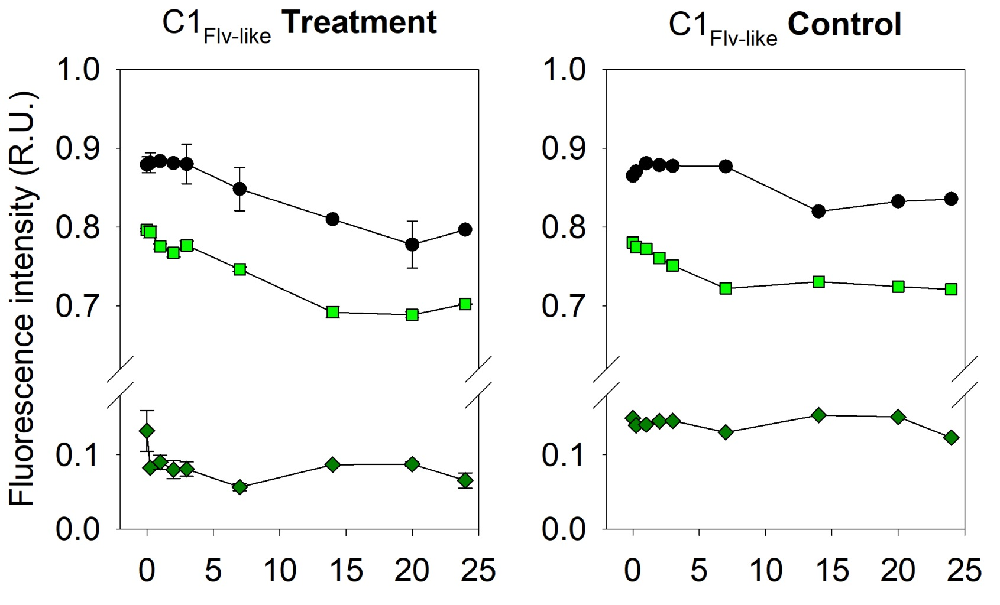 C1Flv-like Treatment
C1Flv-like Control
Fluorescence intensity (R.U.)
1.0
0.9
0.8
0.7
0.1
0.0
0 5 10 15 20 25
1.0
0.9
0.8
0.7
0.1
0.0
0 5 10 15 20 25